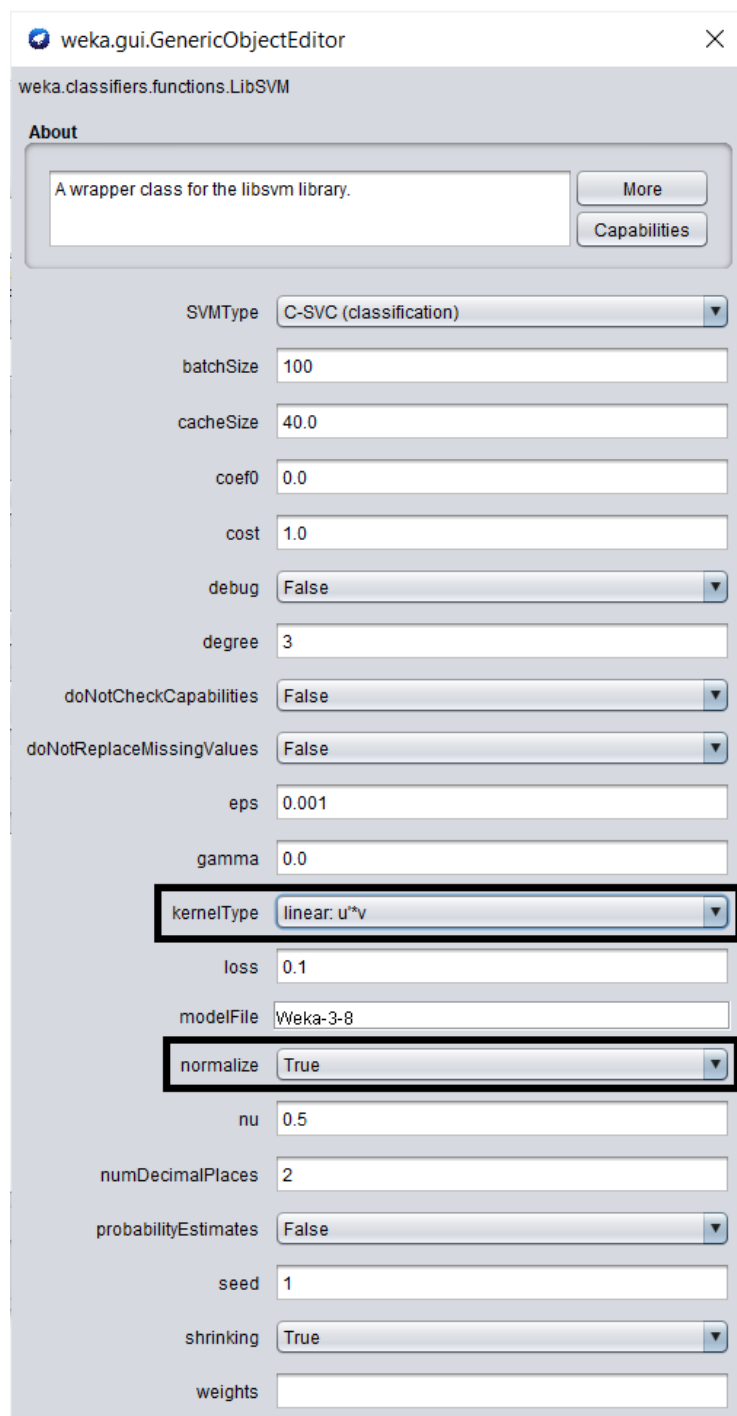 weka.gui.GenericObjectEditor
weka.classifiers.functions.LibSVM
About
A wrapper class for the libsvm library.
More
Capabilities
SVMType C-SVC (classification)
batchSize 100
cacheSize 40.0
coef0 0.0
cost 1.0
debug False
degree 3
doNotCheckCapabilities False
doNotReplaceMissingValues False
eps 0.001
gamma 0.0
kernelType linear: u'*v
loss 0.1
modelFile Weka-3-8
normalize True
nu 0.5
numDecimalPlaces 2
probabilityEstimates False
seed 1
shrinking True
weights